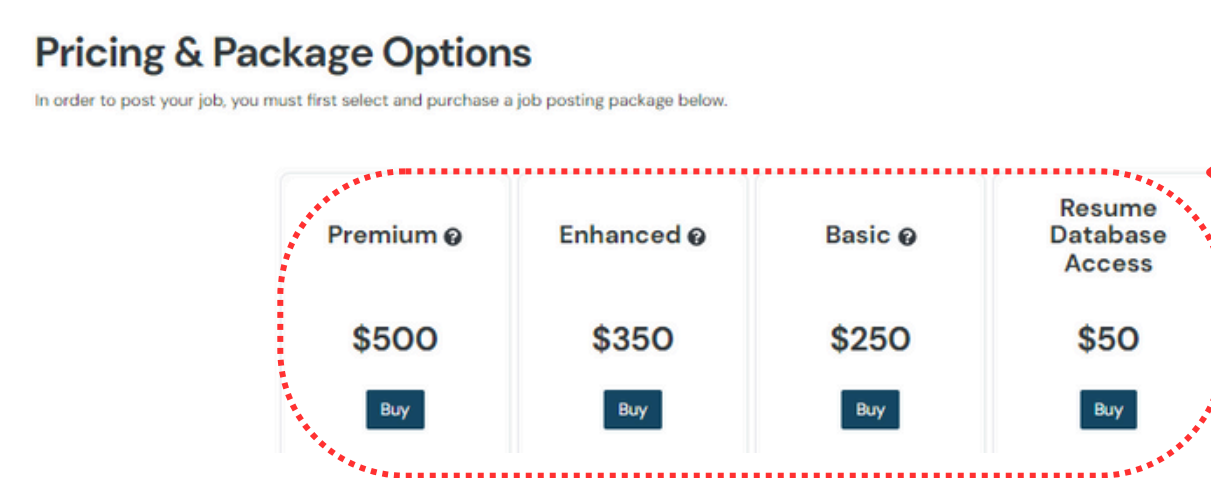 Pricing & Package Options
In order to post your job, you must first select and purchase a job posting package below.
Premium
Enhanced
Basic
Resume
Database
Access
$500
$350
$250
$50
Buy
Buy
Buy
Buy